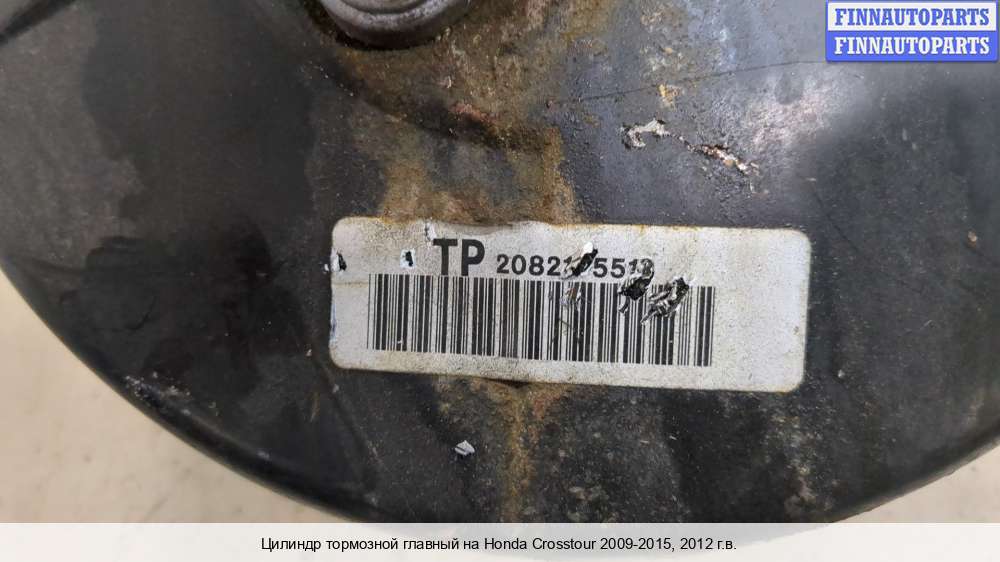 FINNAUTOPARTS
FINNAUTOPARTS
TP
Цилиндр тормозной главный на Honda Crosstour 2009-2015, 2012 г.в.